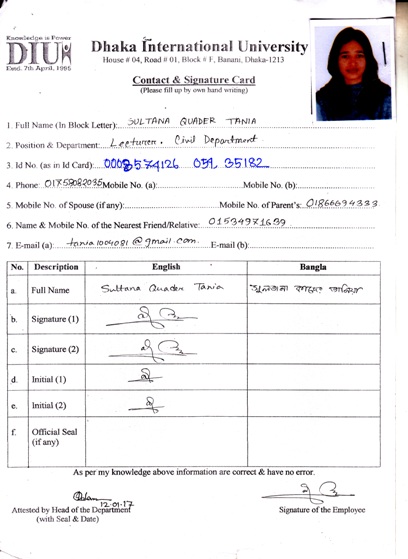 Knowledge is Power
DIU
Estd. 7th April, 1995
Dhaka International University
House # 04, Road # 01, Block # F, Banani, Dhaka-1213
Contact & Signature Card
(Please fill up by own hand writing)
1. Full Name (In Block Letter): SULTANA QUADER TANIA
2. Position & Department: Lecturer. Civil Department
3. Id No. (as in Id Card): 0008574126 059, 35182
4. Phone: 01758082035 Mobile No. (a): Mobile No. (b):
5. Mobile No. of Spouse (if any): Mobile No. of Parent's: 01866694333
6. Name & Mobile No. of the Nearest Friend/Relative: 01534971639
7. E-mail (a): tania1004081@gmail.com E-mail (b):
No. Description English Bangla
a. Full Name Sultana Quader Tania সুলতানা কাদের তানিয়া
b. Signature (1)
c. Signature (2)
d. Initial (1)
e. Initial (2)
f. Official Seal
(if any)
As per my knowledge above information are correct & have no error.
12-01-17
Attested by Head of the Department Signature of the Employee
(with Seal & Date)